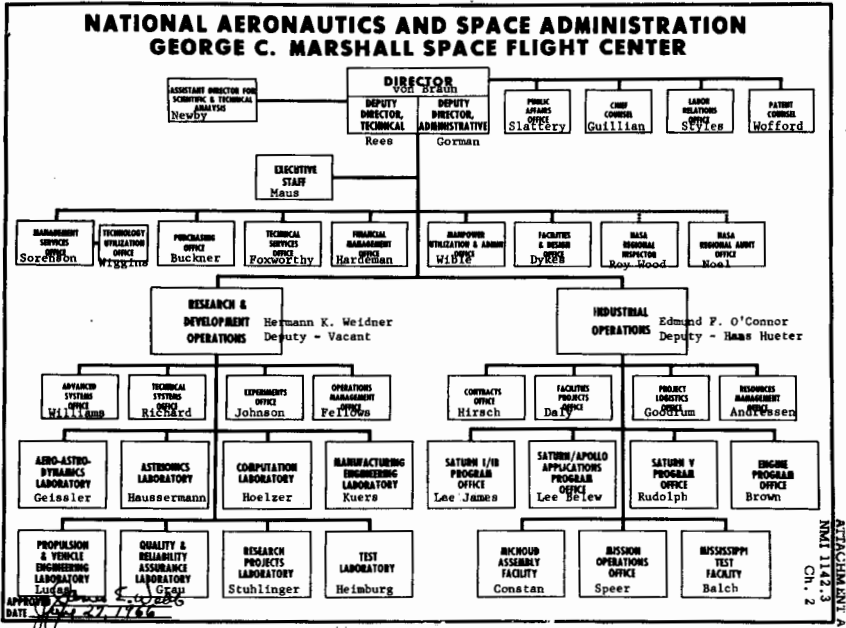 NATIONAL AERONAUTICS AND SPACE ADMINISTRATION
GEORGE C. MARSHALL SPACE FLIGHT CENTER
DIRECTOR
von Braun
DEPUTY
DIRECTOR,
TECHNICAL
Rees
DEPUTY
DIRECTOR,
ADMINISTRATIVE
Gorman
ASSISTANT DIRECTOR FOR
SCIENTIFIC & TECHNICAL
ANALYSIS
Newby
PUBLIC
AFFAIRS
OFFICE
Slattery
CHIEF
COUNSEL
Guillian
LABOR
RELATIONS
OFFICE
Styles
PATENT
COUNSEL
Wofford
EXECUTIVE
STAFF
Maus
MANAGEMENT
SERVICES
OFFICE
Sorenson
TECHNOLOGY
UTILIZATION
OFFICE
Wiggins
PURCHASING
OFFICE
Buckner
TECHNICAL
SERVICES
OFFICE
Foxworthy
FINANCIAL
MANAGEMENT
OFFICE
Hardeman
MANPOWER
UTILIZATION & ADMIN
OFFICE
Wible
FACILITIES
& DESIGN
OFFICE
Dykes
NASA
REGIONAL
INSPECTOR
Roy Wood
NASA
REGIONAL AUDIT
OFFICE
Noel
RESEARCH &
DEVELOPMENT
OPERATIONS
Hermann K. Weidner
Deputy - Vacant
INDUSTRIAL
OPERATIONS
Edmund F. O'Connor
Deputy - Hans Hueter
ADVANCED
SYSTEMS
OFFICE
Williams
TECHNICAL
SYSTEMS
OFFICE
Richard
EXPERIMENTS
OFFICE
Johnson
OPERATIONS
MANAGEMENT
OFFICE
Fellows
CONTRACTS
OFFICE
Hirsch
FACILITIES
PROJECTS
OFFICE
Daly
PROJECT
LOGISTICS
OFFICE
Goodrum
RESOURCES
MANAGEMENT
OFFICE
Andressen
AERO-ASTRO-
DYNAMICS
LABORATORY
Geissler
ASTRIONICS
LABORATORY
Haussermann
COMPUTATION
LABORATORY
Hoelzer
MANUFACTURING
ENGINEERING
LABORATORY
Kuers
SATURN I/IB
PROGRAM
OFFICE
Lee James
SATURN/APOLLO
APPLICATIONS
PROGRAM
OFFICE
Lee Belew
SATURN V
PROGRAM
OFFICE
Rudolph
ENGINE PROGRAM
OFFICE
Brown
PROPULSION
& VEHICLE
ENGINEERING
LABORATORY
Lucas
QUALITY &
RELIABILITY
ASSURANCE
LABORATORY
Grau
RESEARCH
PROJECTS
LABORATORY
Stuhlinger
TEST
LABORATORY
Heimburg
MICHOUD
ASSEMBLY
FACILITY
Constan
MISSION
OPERATIONS
OFFICE
Speer
MISSISSIPPI
TEST
FACILITY
Balch
APPROVED James E. Webb
DATE June 27, 1966
ATTACHMENT A
NMI 1142.3
Ch. 2